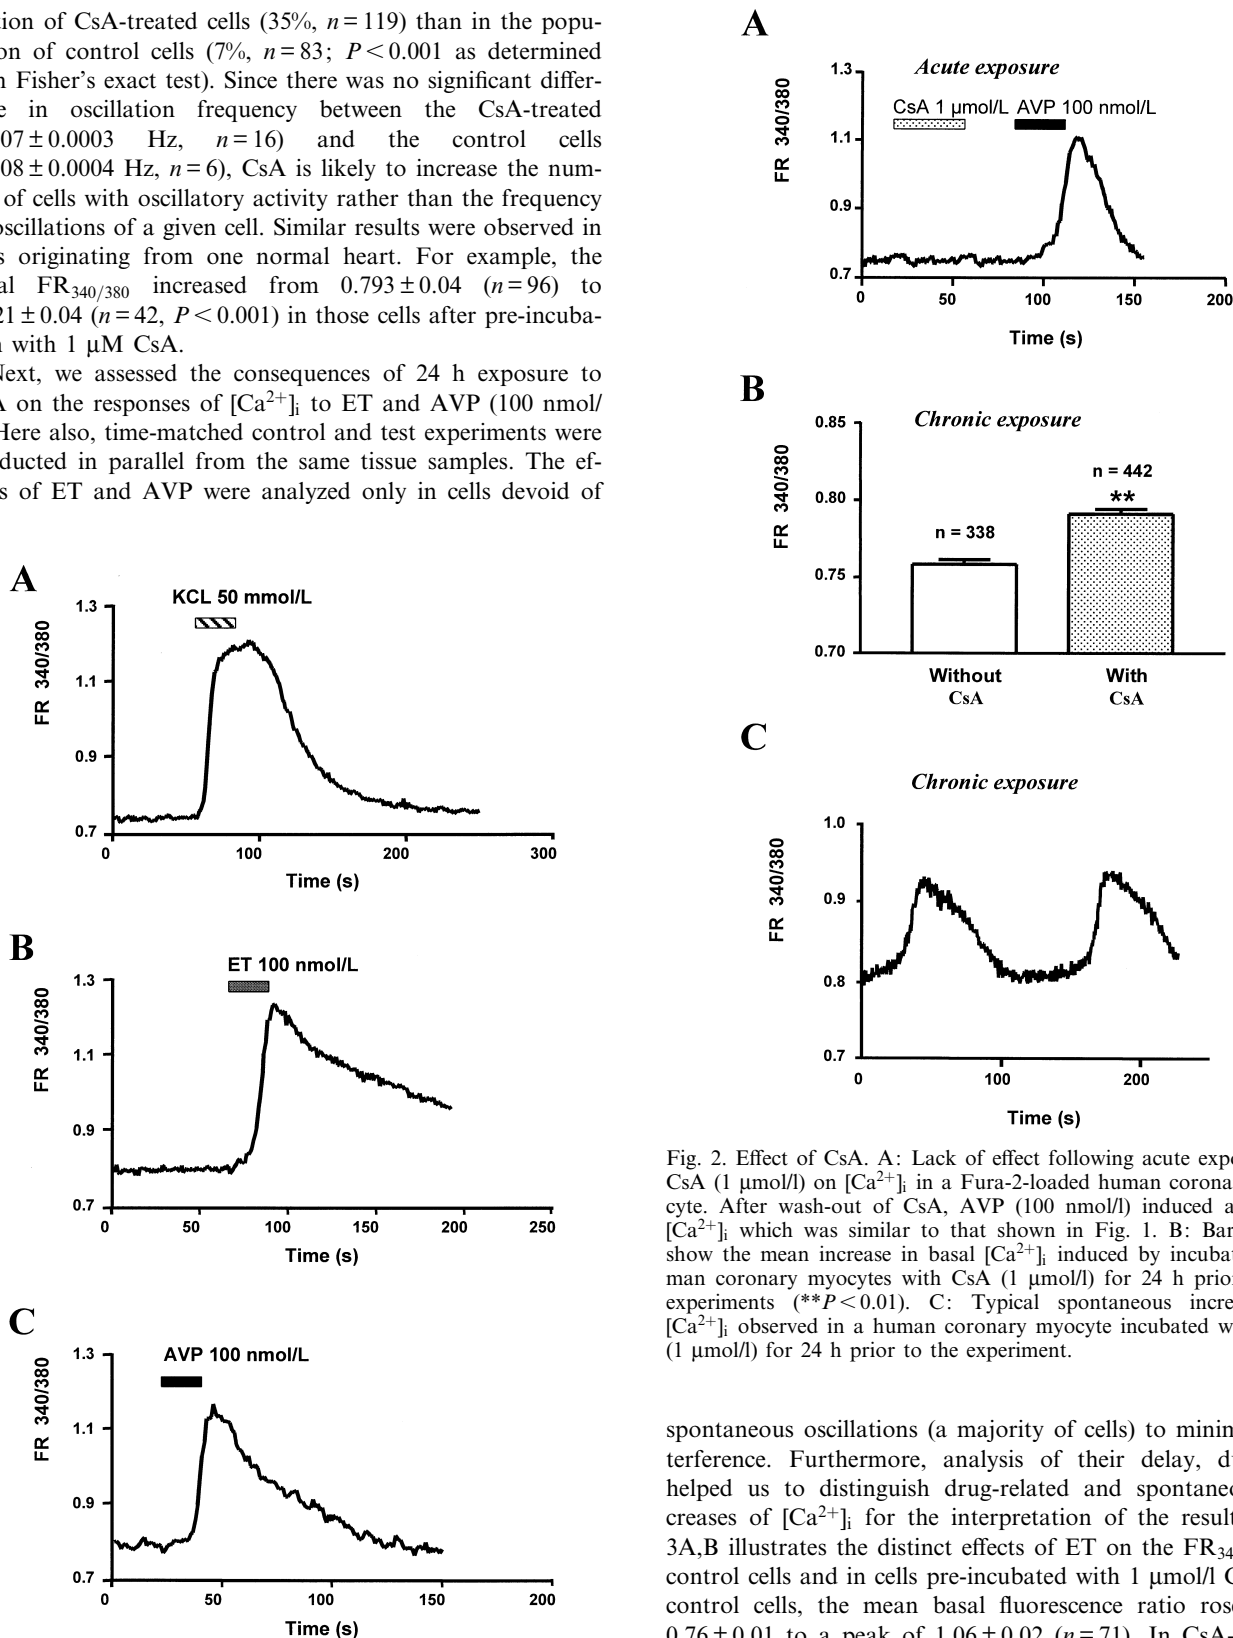 tion of CsA-treated cells (35%, n = 119) than in the popu-
on of control cells (7%, n = 83; P < 0.001 as determined
n Fisher's exact test). Since there was no significant differ-
e in oscillation frequency between the CsA-treated
07 ± 0.0003 Hz, n = 16) and the control cells
08 ± 0.0004 Hz, n = 6), CsA is likely to increase the num-
of cells with oscillatory activity rather than the frequency
oscillations of a given cell. Similar results were observed in
s originating from one normal heart. For example, the
al FR340/380 increased from 0.793 ± 0.04 (n = 96) to
21 ± 0.04 (n = 42, P < 0.001) in those cells after pre-incuba-
n with 1 μM CsA.
Next, we assessed the consequences of 24 h exposure to
A on the responses of [Ca2+]i to ET and AVP (100 nmol/
Here also, time-matched control and test experiments were
ducted in parallel from the same tissue samples. The ef-
s of ET and AVP were analyzed only in cells devoid of
A
KCL 50 mmol/L
FR 340/380
1.3
1.1
0.9
0.7
0 100 200 300
Time (s)
B
ET 100 nmol/L
FR 340/380
1.3
1.1
0.9
0.7
0 50 100 150 200 250
Time (s)
C
AVP 100 nmol/L
FR 340/380
1.3
1.1
0.9
0.7
0 50 100 150 200
Time (s)
A
Acute exposure
CsA 1 μmol/L AVP 100 nmol/L
FR 340/380
1.3
1.1
0.9
0.7
0 50 100 150 200
Time (s)
B
Chronic exposure
FR 340/380
0.85
0.80
0.75
0.70
n = 442
**
n = 338
Without With
CsA CsA
C
Chronic exposure
FR 340/380
1.0
0.9
0.8
0.7
0 100 200
Time (s)
Fig. 2. Effect of CsA. A: Lack of effect following acute expo
CsA (1 μmol/l) on [Ca2+]i in a Fura-2-loaded human corona
cyte. After wash-out of CsA, AVP (100 nmol/l) induced a
[Ca2+]i which was similar to that shown in Fig. 1. B: Bar
show the mean increase in basal [Ca2+]i induced by incubat
man coronary myocytes with CsA (1 μmol/l) for 24 h prior
experiments (**P < 0.01). C: Typical spontaneous incre
[Ca2+]i observed in a human coronary myocyte incubated w
(1 μmol/l) for 24 h prior to the experiment.
spontaneous oscillations (a majority of cells) to minim
terference. Furthermore, analysis of their delay, d
helped us to distinguish drug-related and spontaneo
creases of [Ca2+]i for the interpretation of the result
3A,B illustrates the distinct effects of ET on the FR34
control cells and in cells pre-incubated with 1 μmol/l C
control cells, the mean basal fluorescence ratio rose
0.76 ± 0.01 to a peak of 1.06 ± 0.02 (n = 71). In CsA-